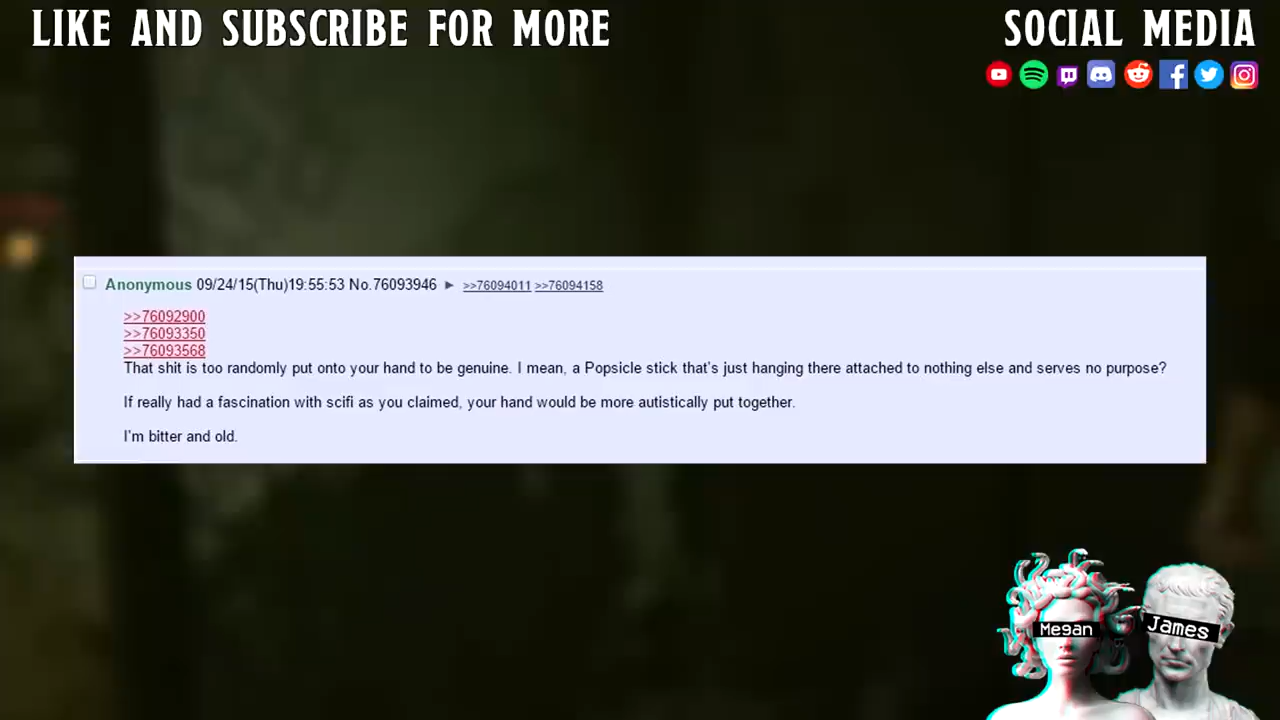 LIKE AND SUBSCRIBE FOR MORE
SOCIAL MEDIA
Anonymous 09/24/15(Thu)19:55:53 No.76093946 ▶ >>76094011 >>76094158
>>76092900
>>76093350
>>76093568
That shit is too randomly put onto your hand to be genuine. I mean, a Popsicle stick that's just hanging there attached to nothing else and serves no purpose?
If really had a fascination with scifi as you claimed, your hand would be more autistically put together.
I'm bitter and old.
Megan
James